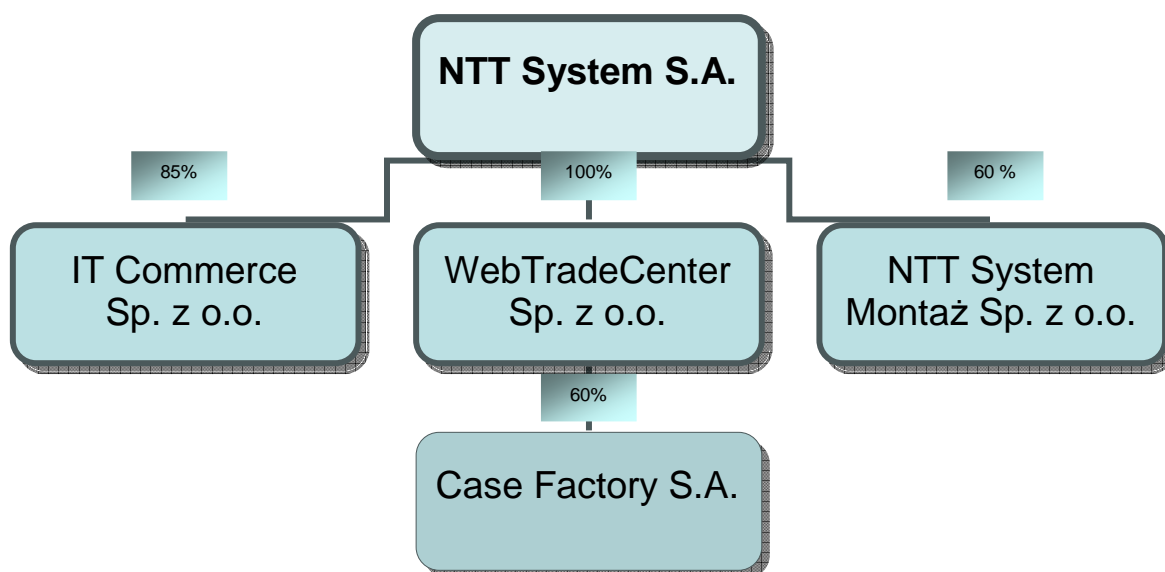 NTT System S.A.
85%
100%
60 %
IT Commerce
Sp. z o.o.
WebTradeCenter
Sp. z o.o.
NTT System
Montaż Sp. z o.o.
60%
Case Factory S.A.